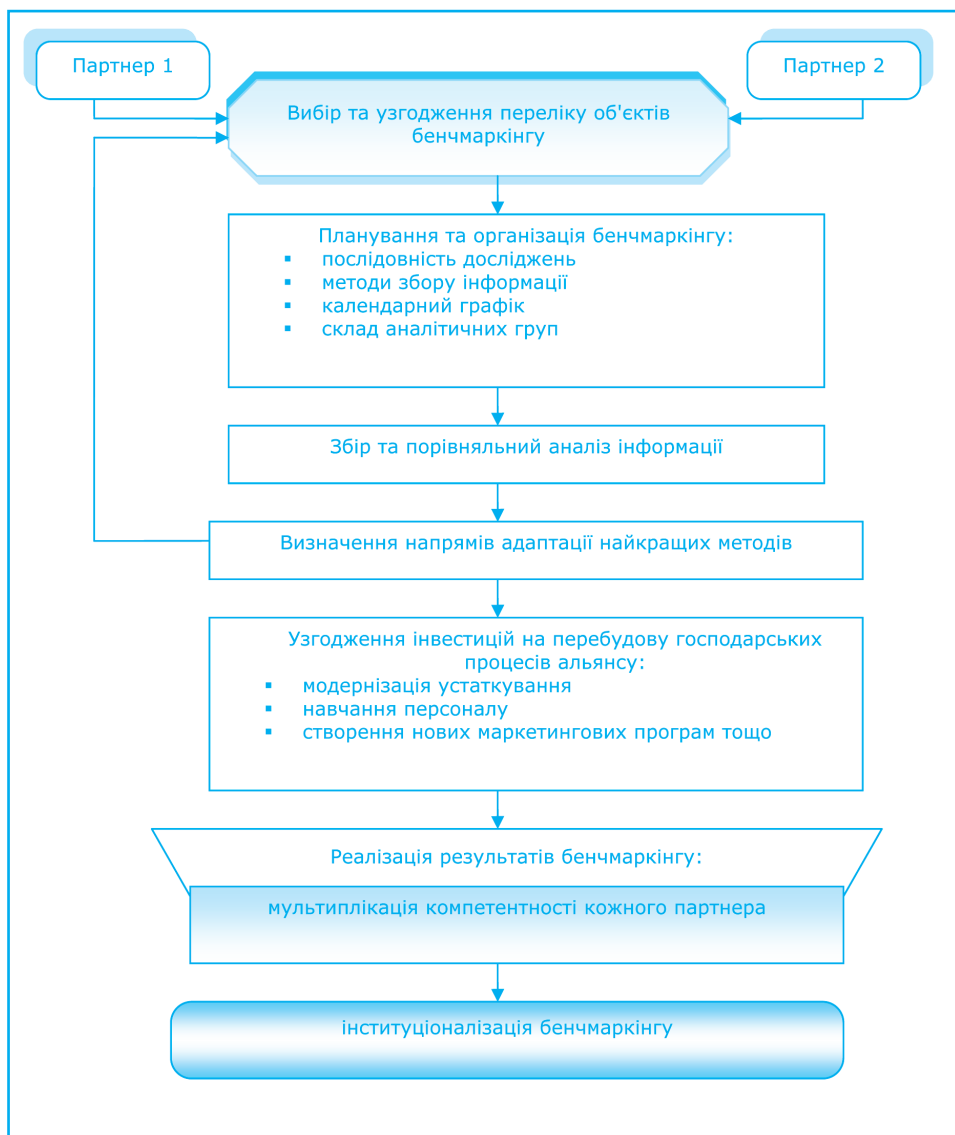 Партнер 1
Партнер 2
Вибір та узгодження переліку об'єктів
бенчмаркінгу
Планування та організація бенчмаркінгу:
▪ послідовність досліджень
▪ методи збору інформації
▪ календарний графік
▪ склад аналітичних груп
Збір та порівняльний аналіз інформації
Визначення напрямів адаптації найкращих методів
Узгодження інвестицій на перебудову господарських
процесів альянсу:
▪ модернізація устаткування
▪ навчання персоналу
▪ створення нових маркетингових програм тощо
Реалізація результатів бенчмаркінгу:
мультиплікація компетентності кожного партнера
інституціоналізація бенчмаркінгу